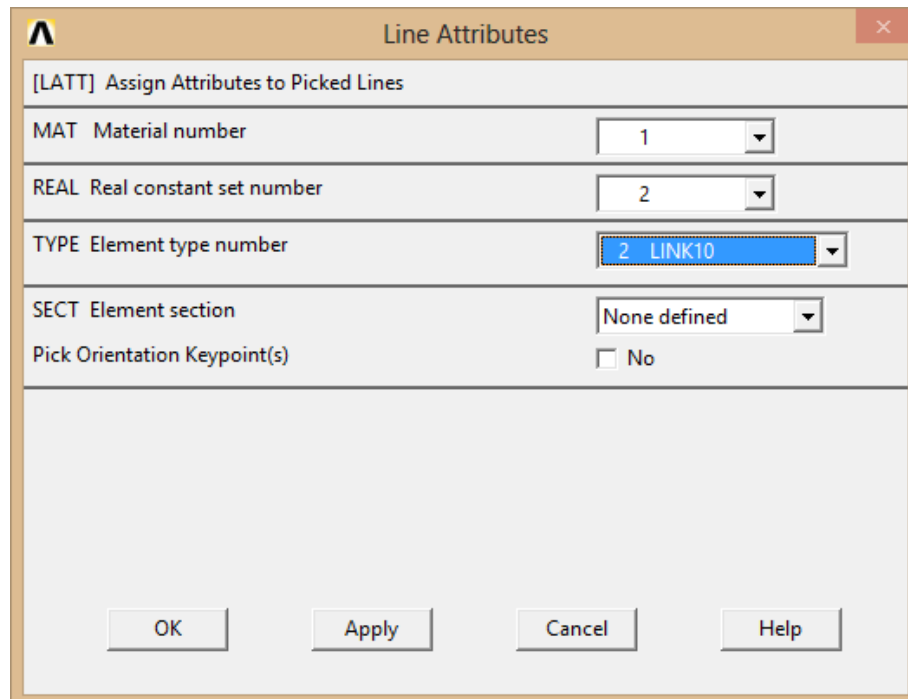 Line Attributes
[LATT] Assign Attributes to Picked Lines
MAT Material number 1
REAL Real constant set number 2
TYPE Element type number 2 LINK10
SECT Element section None defined
Pick Orientation Keypoint(s) No
OK Apply Cancel Help